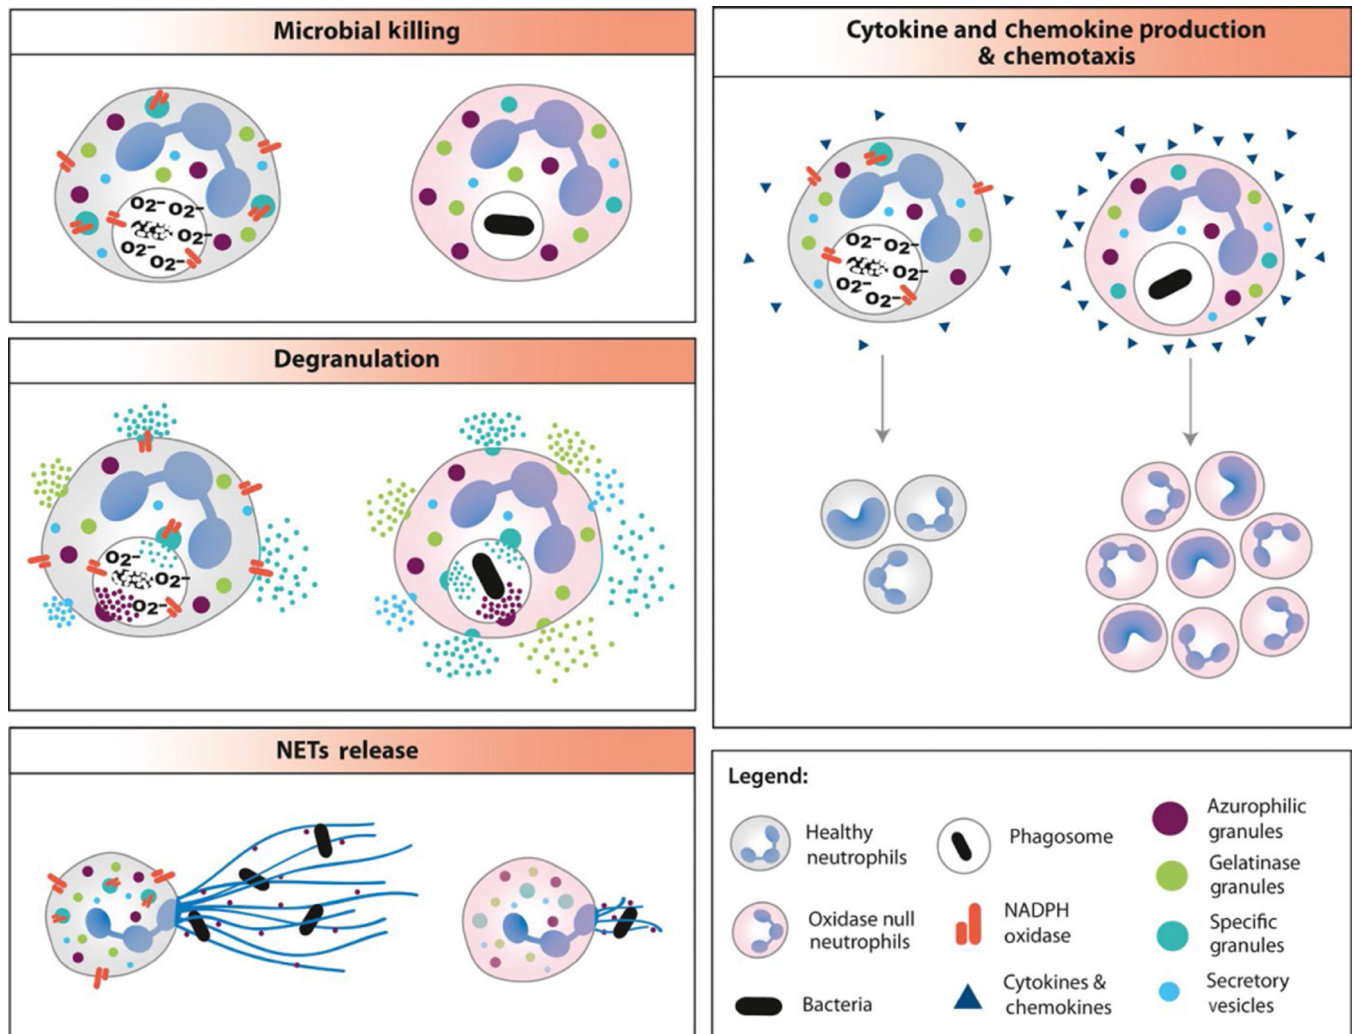 Microbial killing
O2- O2-
O2-
O2-
O2-
Degranulation
O2-
O2-
O2-
NETs release
Cytokine and chemokine production
& chemotaxis
O2- O2-
O2-
O2-
O2-
Legend:
Healthy
neutrophils
Phagosome
Azurophilic
granules
Gelatinase
granules
Oxidase null
neutrophils
NADPH
oxidase
Specific
granules
Bacteria
Cytokines &
chemokines
Secretory
vesicles